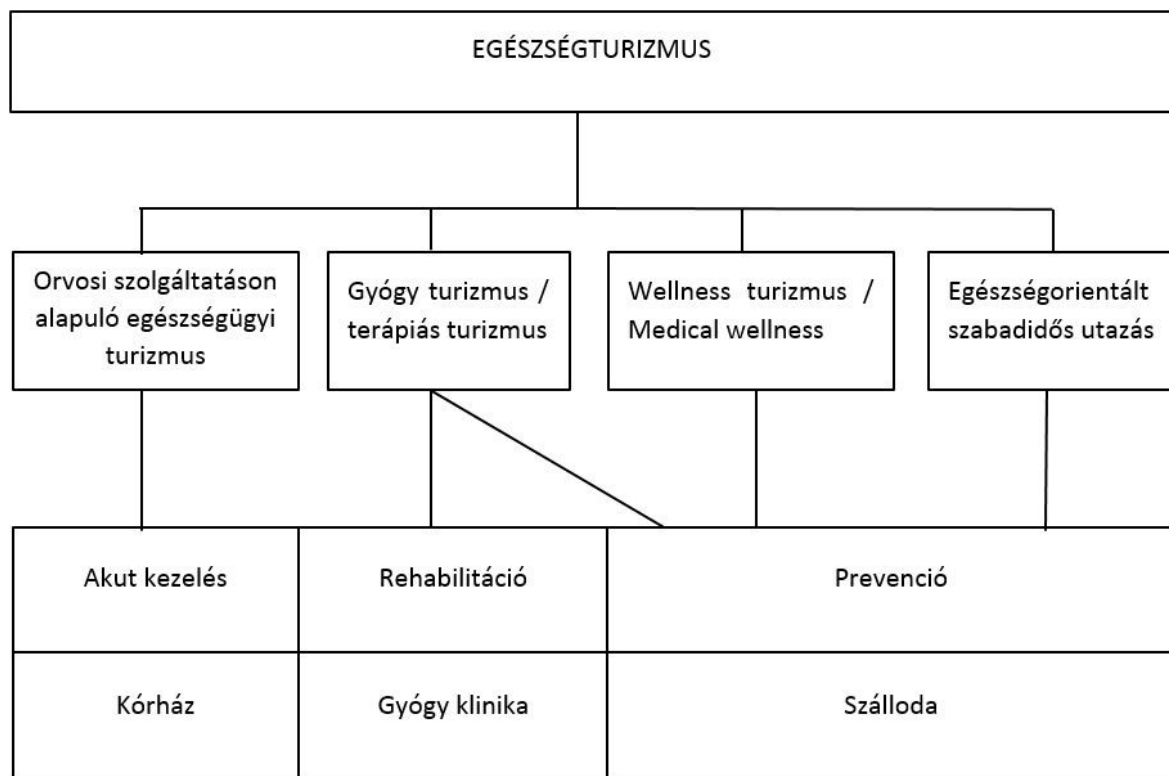 EGÉSZSÉGTURIZMUS
Orvosi szolgáltatáson
alapuló egészségügyi
turizmus
Gyógy turizmus /
terápiás turizmus
Wellness turizmus /
Medical wellness
Egészségorientált
szabadidős utazás
Akut kezelés
Rehabilitáció
Prevenció
Kórház
Gyógy klinika
Szálloda